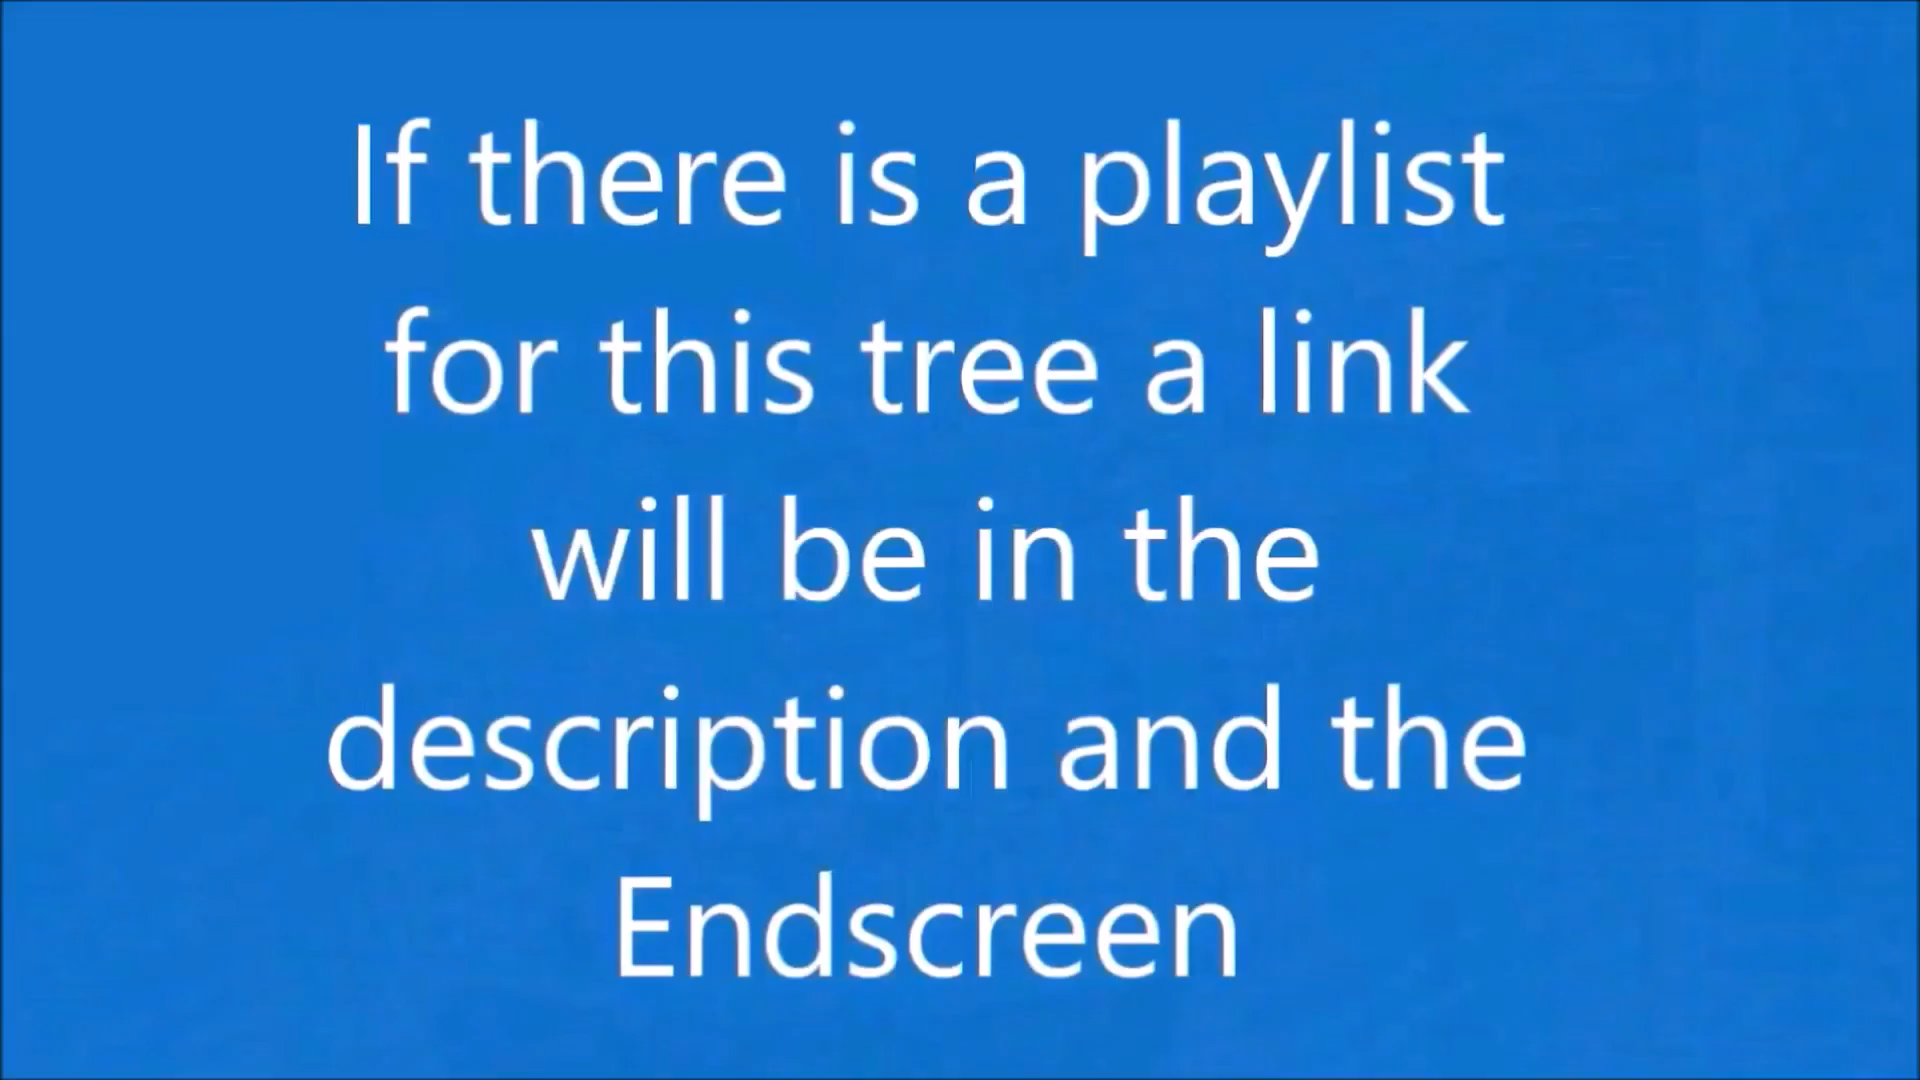 If there is a playlist
for this tree a link
will be in the
description and the
Endscreen